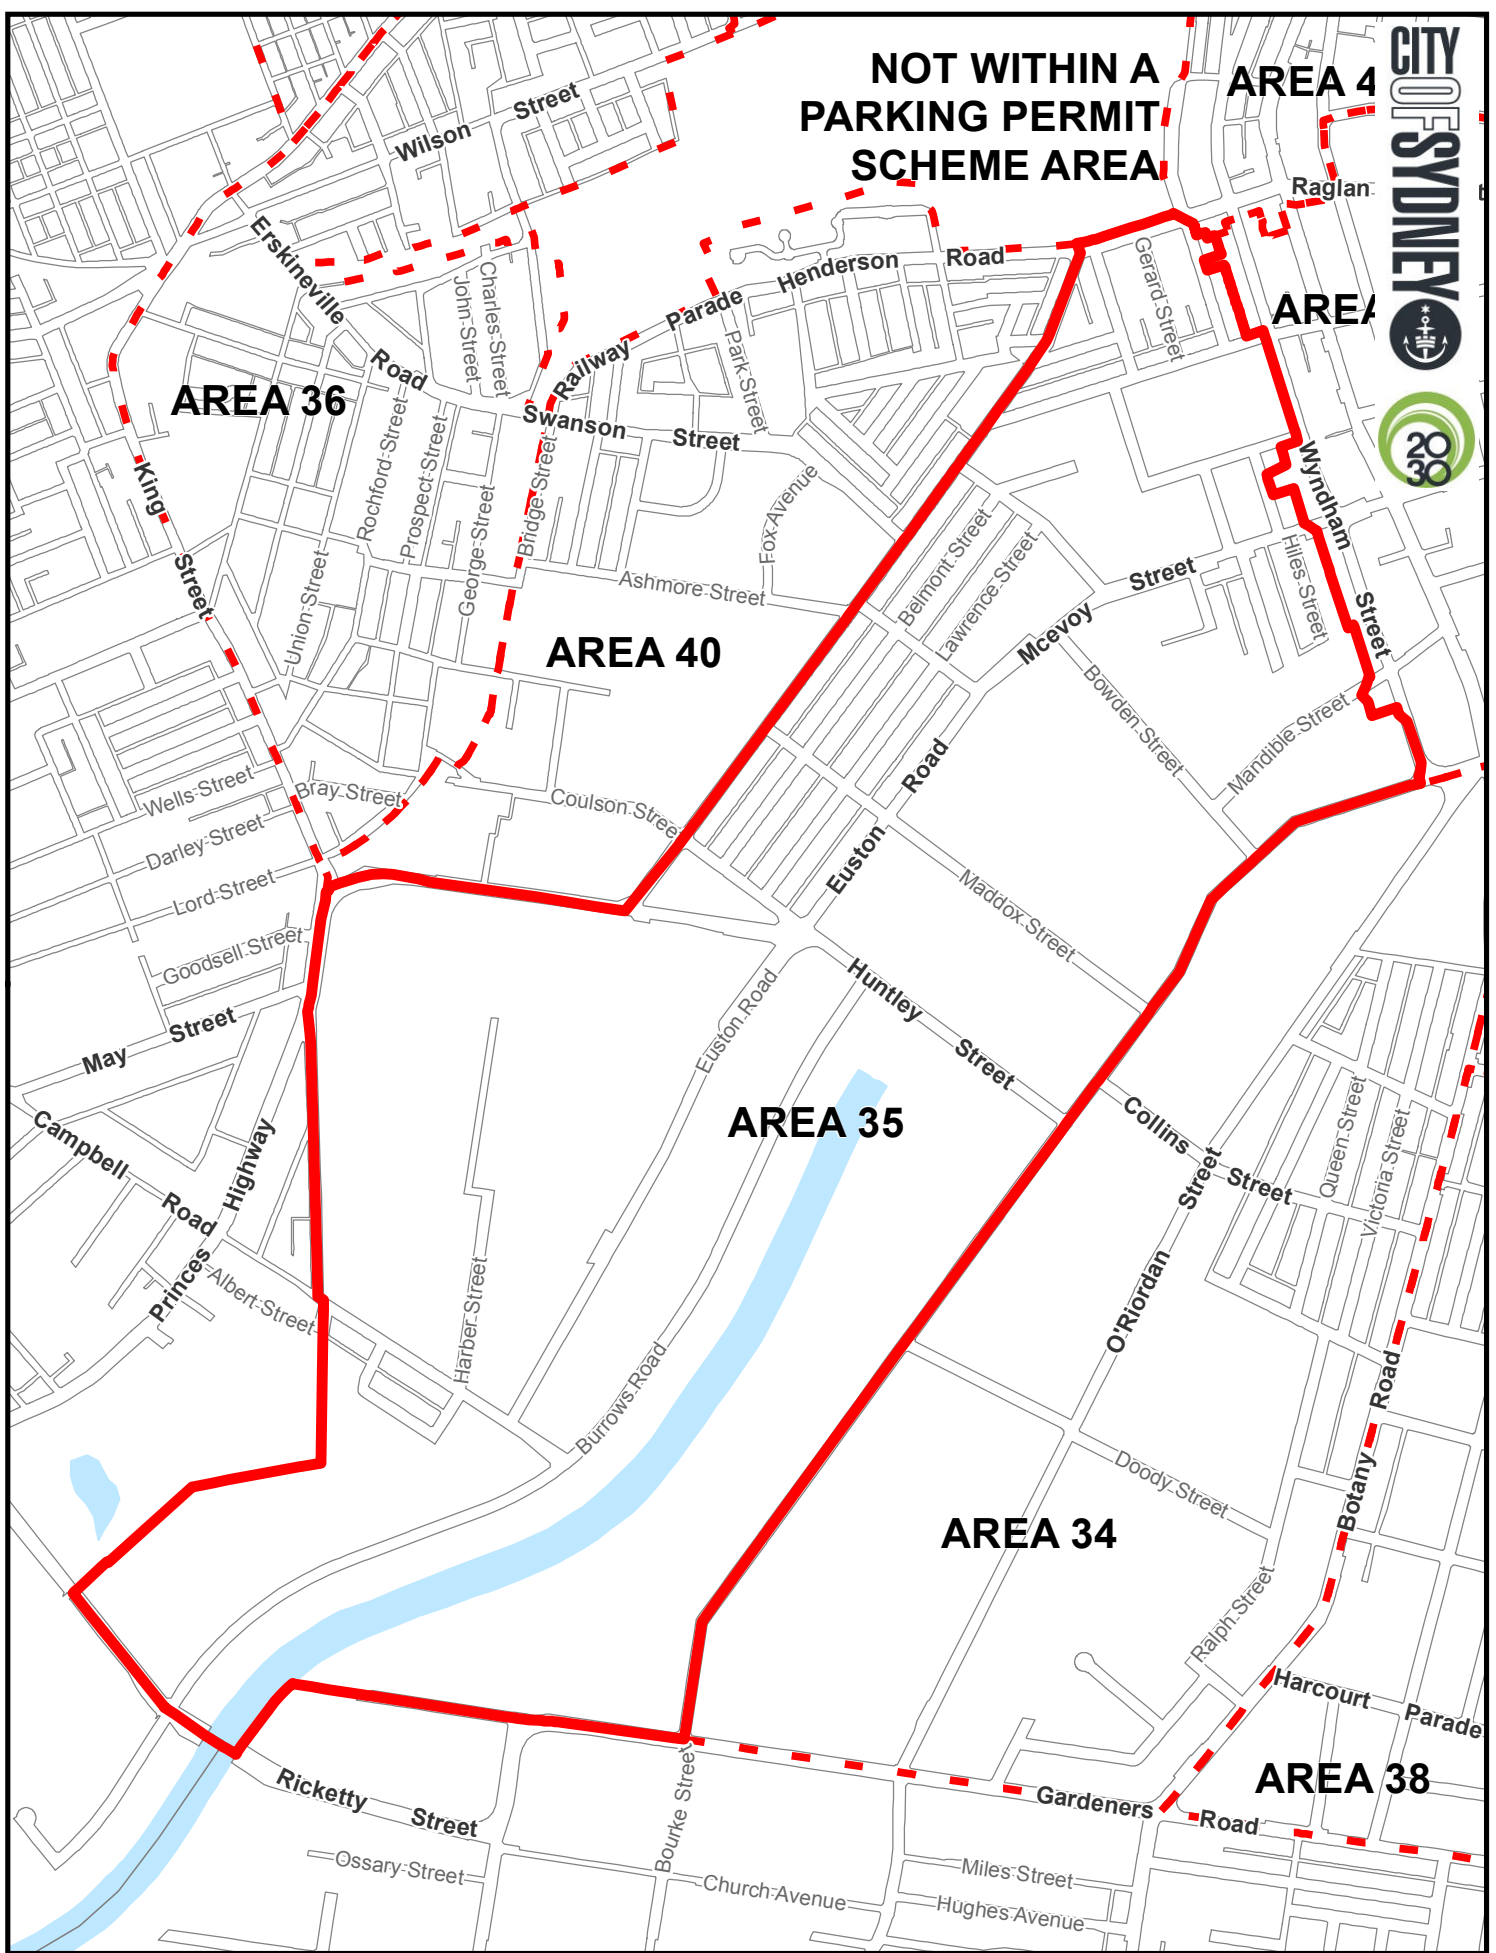 NOT WITHIN A
PARKING PERMIT
SCHEME AREA
AREA 4
CITY OF SYDNEY
2030
Wilson Street
Raglan
Erskineville Road
Charles Street
John Street
Henderson Road
Gerard Street
AREA
Railway Parade
Park Street
AREA 36
Swanson Street
Rochford Street
Prospect Street
George Street
Bridge Street
King Street
Fox Avenue
Wyndham Street
Union Street
Ashmore Street
Belmont Street
Lawrence Street
Mcevoy Street
Hiles Street
AREA 40
Bowden Street
Mandible Street
Wells Street
Bray Street
Coulson Stree
Euston Road
Darley Street
Lord Street
Maddox Street
Goodsell Street
Euston Road
Huntley Street
May Street
Campbell Road
Princes Highway
AREA 35
Collins Street
Queen Street
Victoria Street
O'Riordan Street
Albert Street
Harber Street
Burrows Road
Botany Road
Doody Street
AREA 34
Ralph Street
Harcourt Parade
AREA 38
Ricketty Street
Bourke Street
Gardeners Road
Ossary Street
Church Avenue
Miles Street
Hughes Avenue